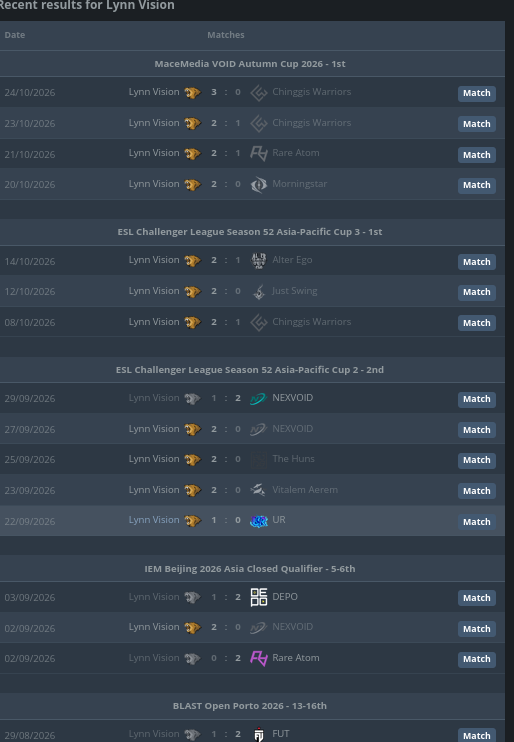 Recent results for Lynn Vision
Date Matches
MaceMedia VOID Autumn Cup 2026 - 1st
24/10/2026 Lynn Vision 3 : 0 Chinggis Warriors Match
23/10/2026 Lynn Vision 2 : 1 Chinggis Warriors Match
21/10/2026 Lynn Vision 2 : 1 Rare Atom Match
20/10/2026 Lynn Vision 2 : 0 Morningstar Match
ESL Challenger League Season 52 Asia-Pacific Cup 3 - 1st
14/10/2026 Lynn Vision 2 : 1 Alter Ego Match
12/10/2026 Lynn Vision 2 : 0 Just Swing Match
08/10/2026 Lynn Vision 2 : 1 Chinggis Warriors Match
ESL Challenger League Season 52 Asia-Pacific Cup 2 - 2nd
29/09/2026 Lynn Vision 1 : 2 NEXVOID Match
27/09/2026 Lynn Vision 2 : 0 NEXVOID Match
25/09/2026 Lynn Vision 2 : 0 The Huns Match
23/09/2026 Lynn Vision 2 : 0 Vitalem Aerem Match
22/09/2026 Lynn Vision 1 : 0 UR Match
IEM Beijing 2026 Asia Closed Qualifier - 5-6th
03/09/2026 Lynn Vision 1 : 2 DEPO Match
02/09/2026 Lynn Vision 2 : 0 NEXVOID Match
02/09/2026 Lynn Vision 0 : 2 Rare Atom Match
BLAST Open Porto 2026 - 13-16th
29/08/2026 Lynn Vision 1 : 2 FUT Match